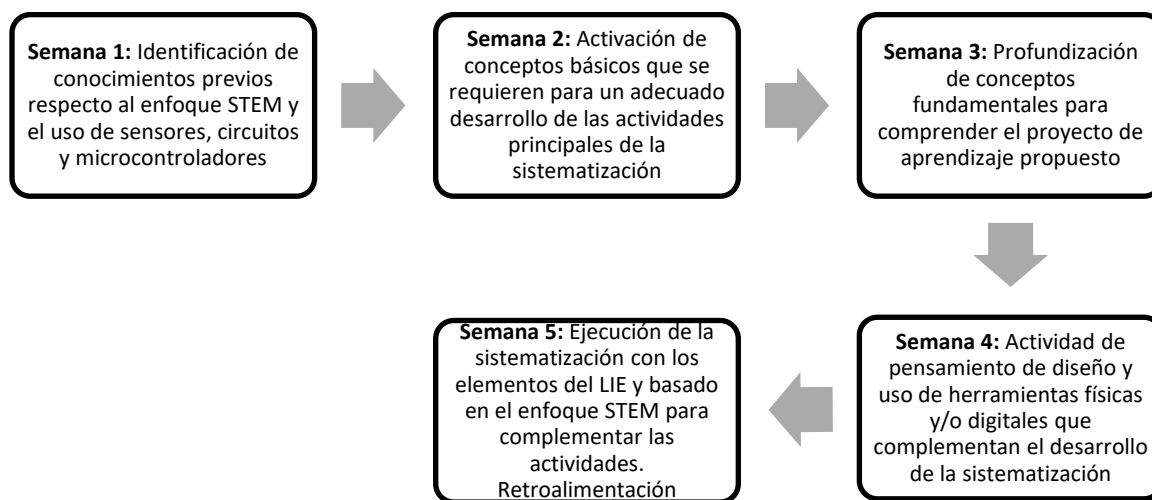 Semana 1: Identificación de
conocimientos previos
respecto al enfoque STEM y
el uso de sensores, circuitos
y microcontroladores
Semana 2: Activación de
conceptos básicos que se
requieren para un adecuado
desarrollo de las actividades
principales de la
sistematización
Semana 3: Profundización
de conceptos
fundamentales para
comprender el proyecto de
aprendizaje propuesto
Semana 4: Actividad de
pensamiento de diseño y
uso de herramientas físicas
y/o digitales que
complementan el desarrollo
de la sistematización
Semana 5: Ejecución de la
sistematización con los
elementos del LIE y basado
en el enfoque STEM para
complementar las
actividades.
Retroalimentación